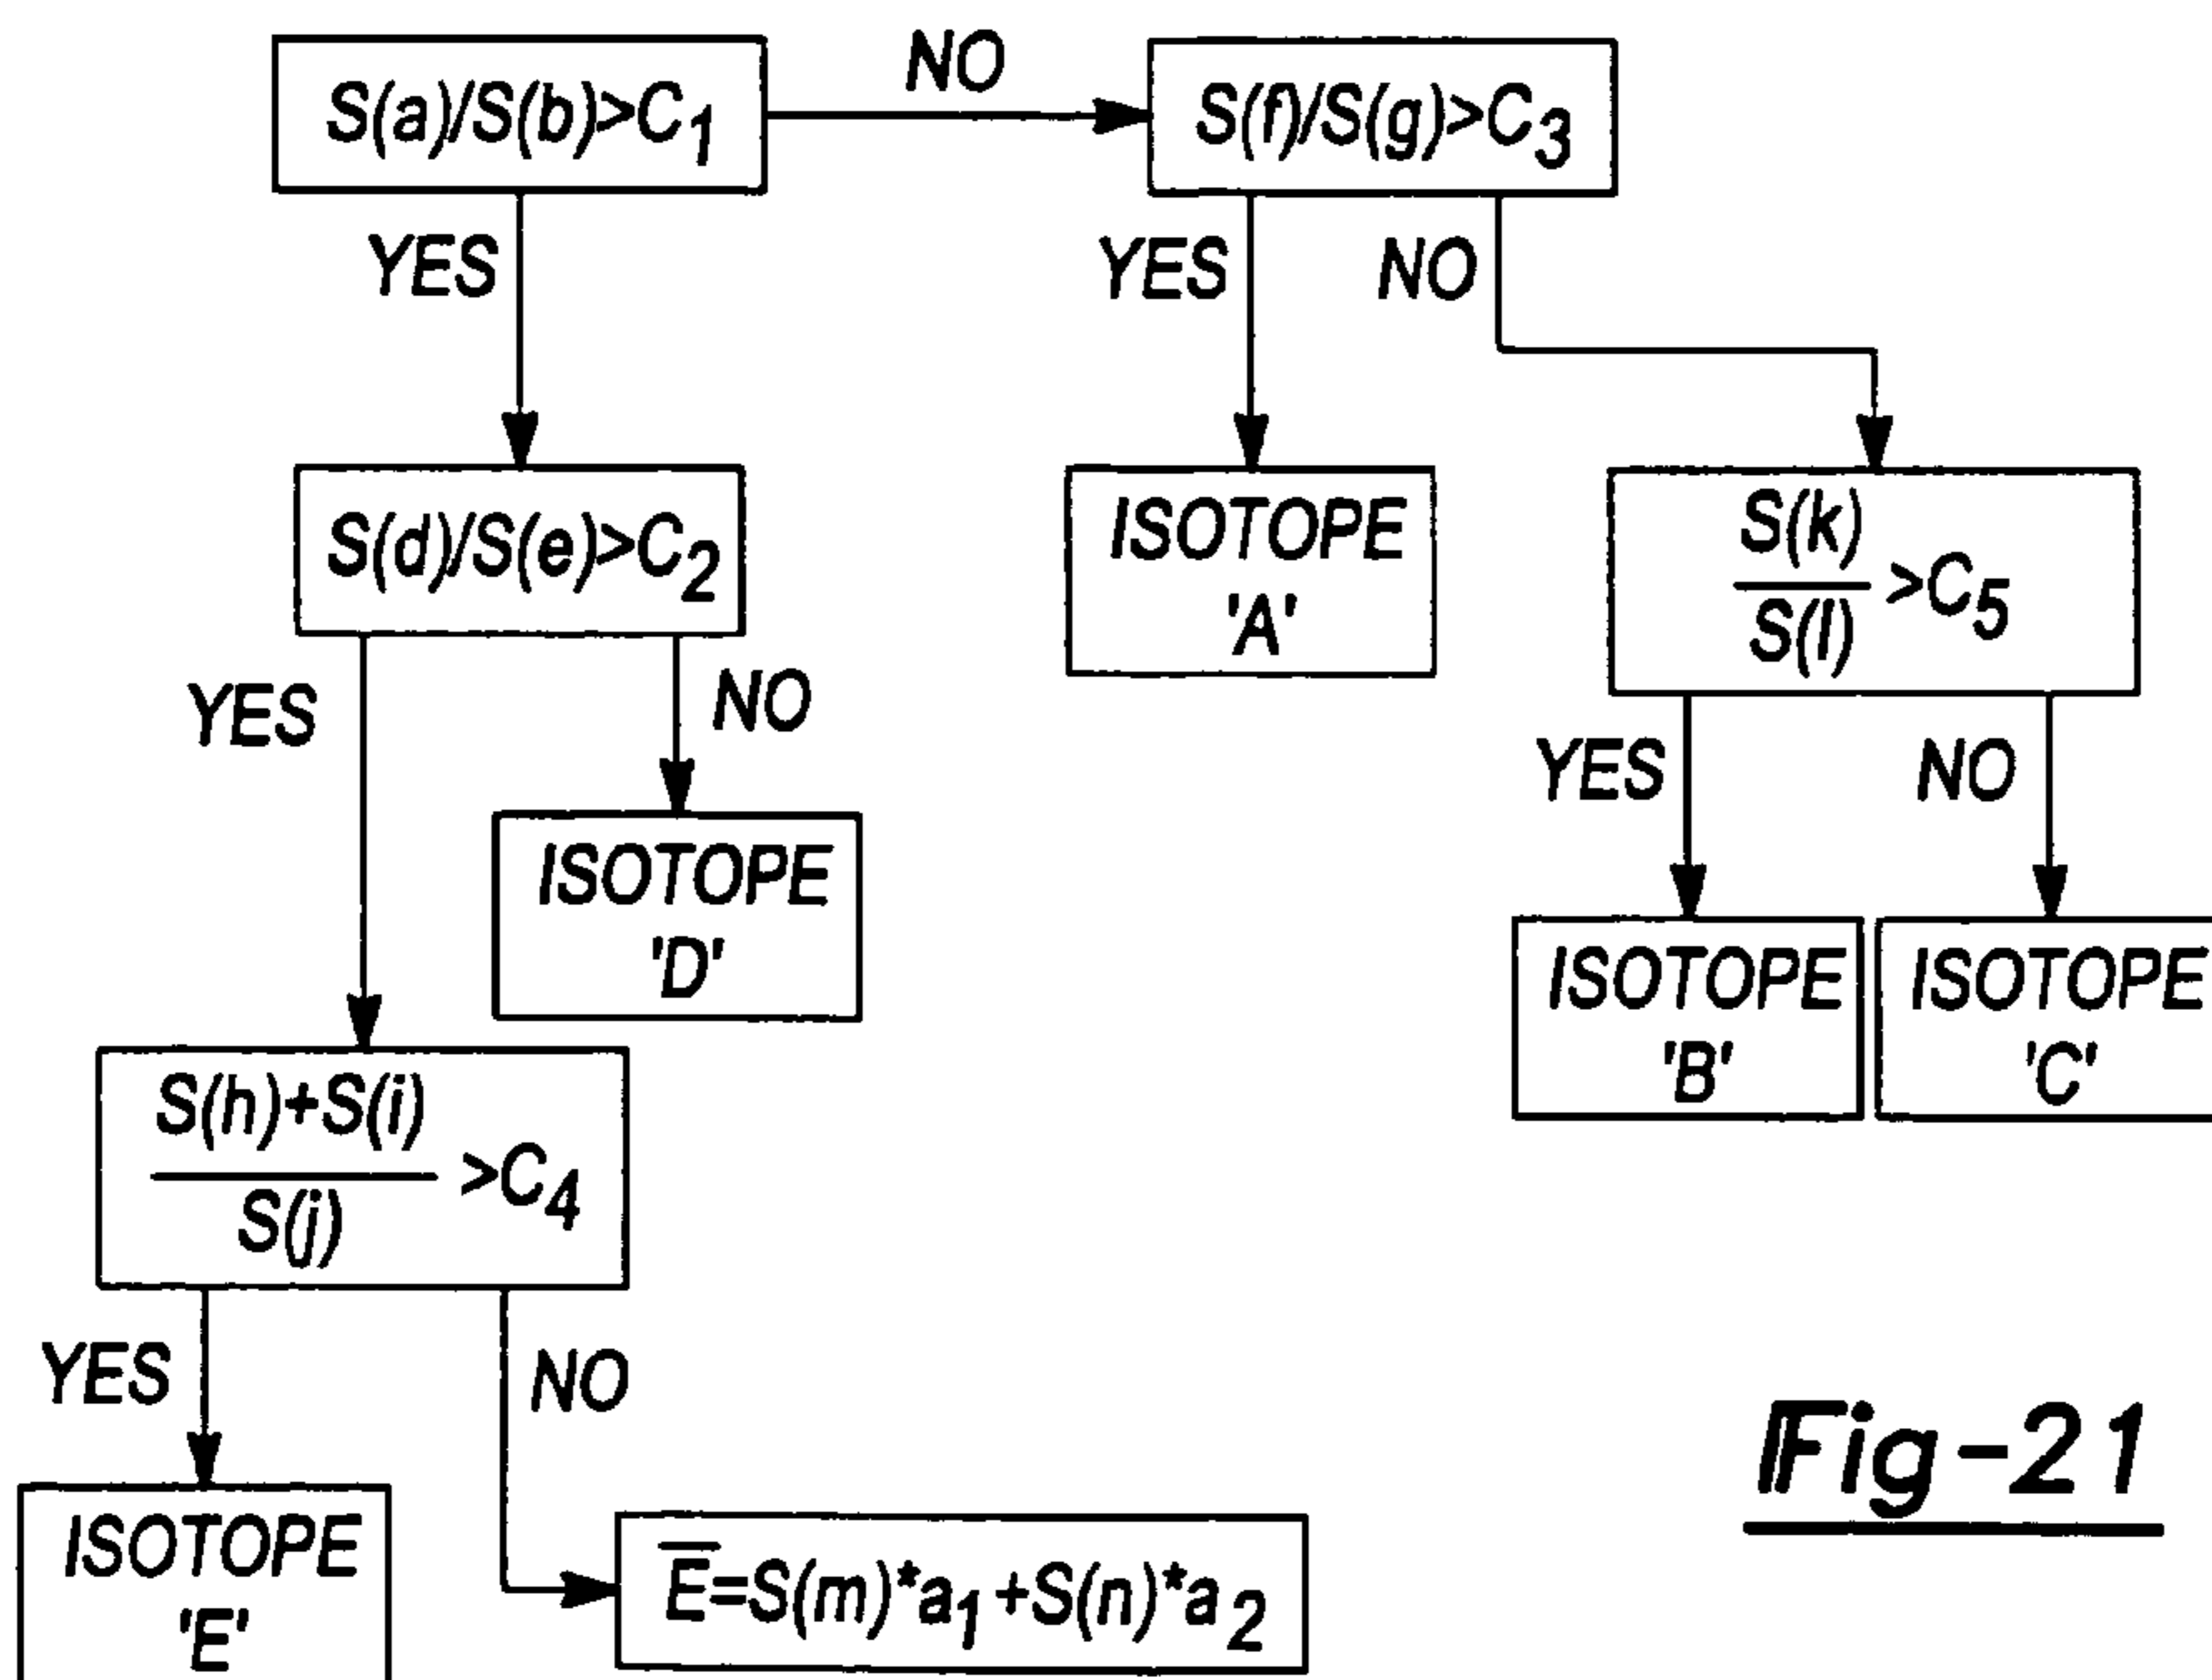 S(a)/S(b)>C1
NO
S(f)/S(g)>C3
YES
YES
NO
S(d)/S(e)>C2
ISOTOPE
'A'
S(k)
S(l)
>C5
YES
NO
YES
NO
ISOTOPE
'D'
ISOTOPE
'B'
ISOTOPE
'C'
S(h)+S(i)
S(j)
>C4
YES
NO
ISOTOPE
'E'
E̅=S(m)*a1+S(n)*a2
Fig-21